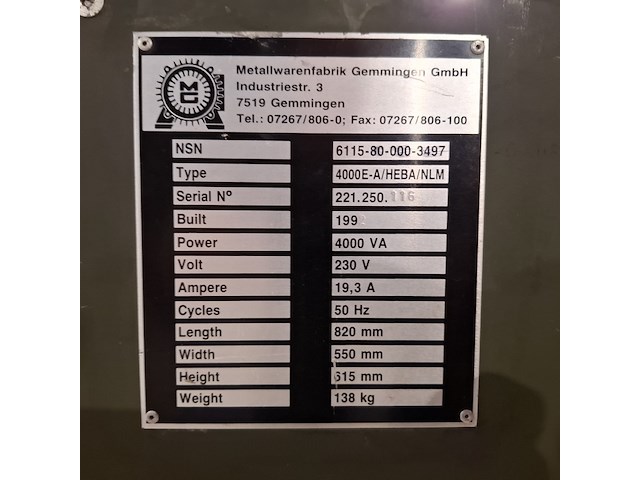 MG
Metallwarenfabrik Gemmingen GmbH
Industriestr. 3
7519 Gemmingen
Tel.: 07267/806-0; Fax: 07267/806-100
NSN 6115-80-000-3497
Type 4000E-A/HEBA/NLM
Serial Nº 221.250.116
Built 199
Power 4000 VA
Volt 230 V
Ampere 19,3 A
Cycles 50 Hz
Length 820 mm
Width 550 mm
Height 615 mm
Weight 138 kg